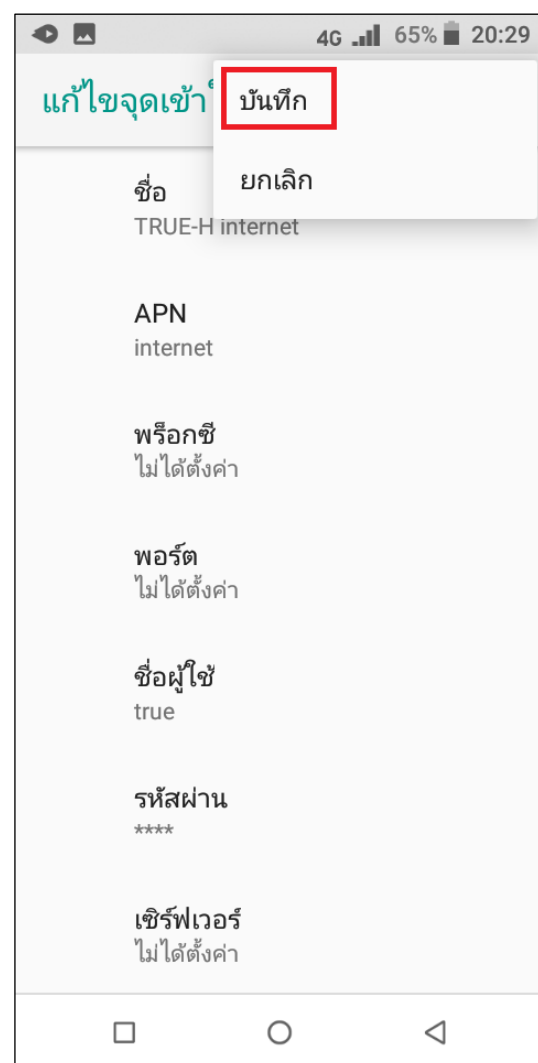 4G 65% 20:29
แก้ไขจุดเข้า
บันทึก
ยกเลิก
ชื่อ
TRUE-H internet
APN
internet
พร็อกซี
ไม่ได้ตั้งค่า
พอร์ต
ไม่ได้ตั้งค่า
ชื่อผู้ใช้
true
รหัสผ่าน
****
เซิร์ฟเวอร์
ไม่ได้ตั้งค่า